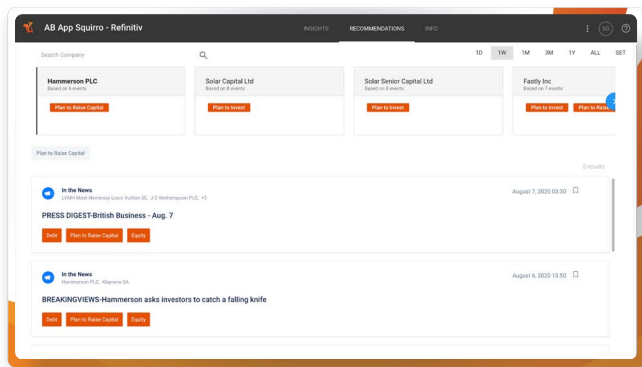 AB App Squirro - Refinitiv
INSIGHTS RECOMMENDATIONS INFO
SG
Search Company
1D 1W 1M 3M 1Y ALL SET
Hammerson PLC
Based on 6 events
Plan to Raise Capital
Solar Capital Ltd
Based on 8 events
Plan to Invest
Solar Senior Capital Ltd
Based on 8 events
Plan to Invest
Fastly Inc
Based on 7 events
Plan to Invest Plan to Raise
Plan to Raise Capital
5 results
In the News
LVMH Moet Hennessy Louis Vuitton SE, J D Wetherspoon PLC, +3
August 7, 2020 03:30
PRESS DIGEST-British Business - Aug. 7
Debt Plan to Raise Capital Equity
In the News
Hammerson PLC, Klepierre SA
August 6, 2020 13:50
BREAKINGVIEWS-Hammerson asks investors to catch a falling knife
Debt Plan to Raise Capital Equity